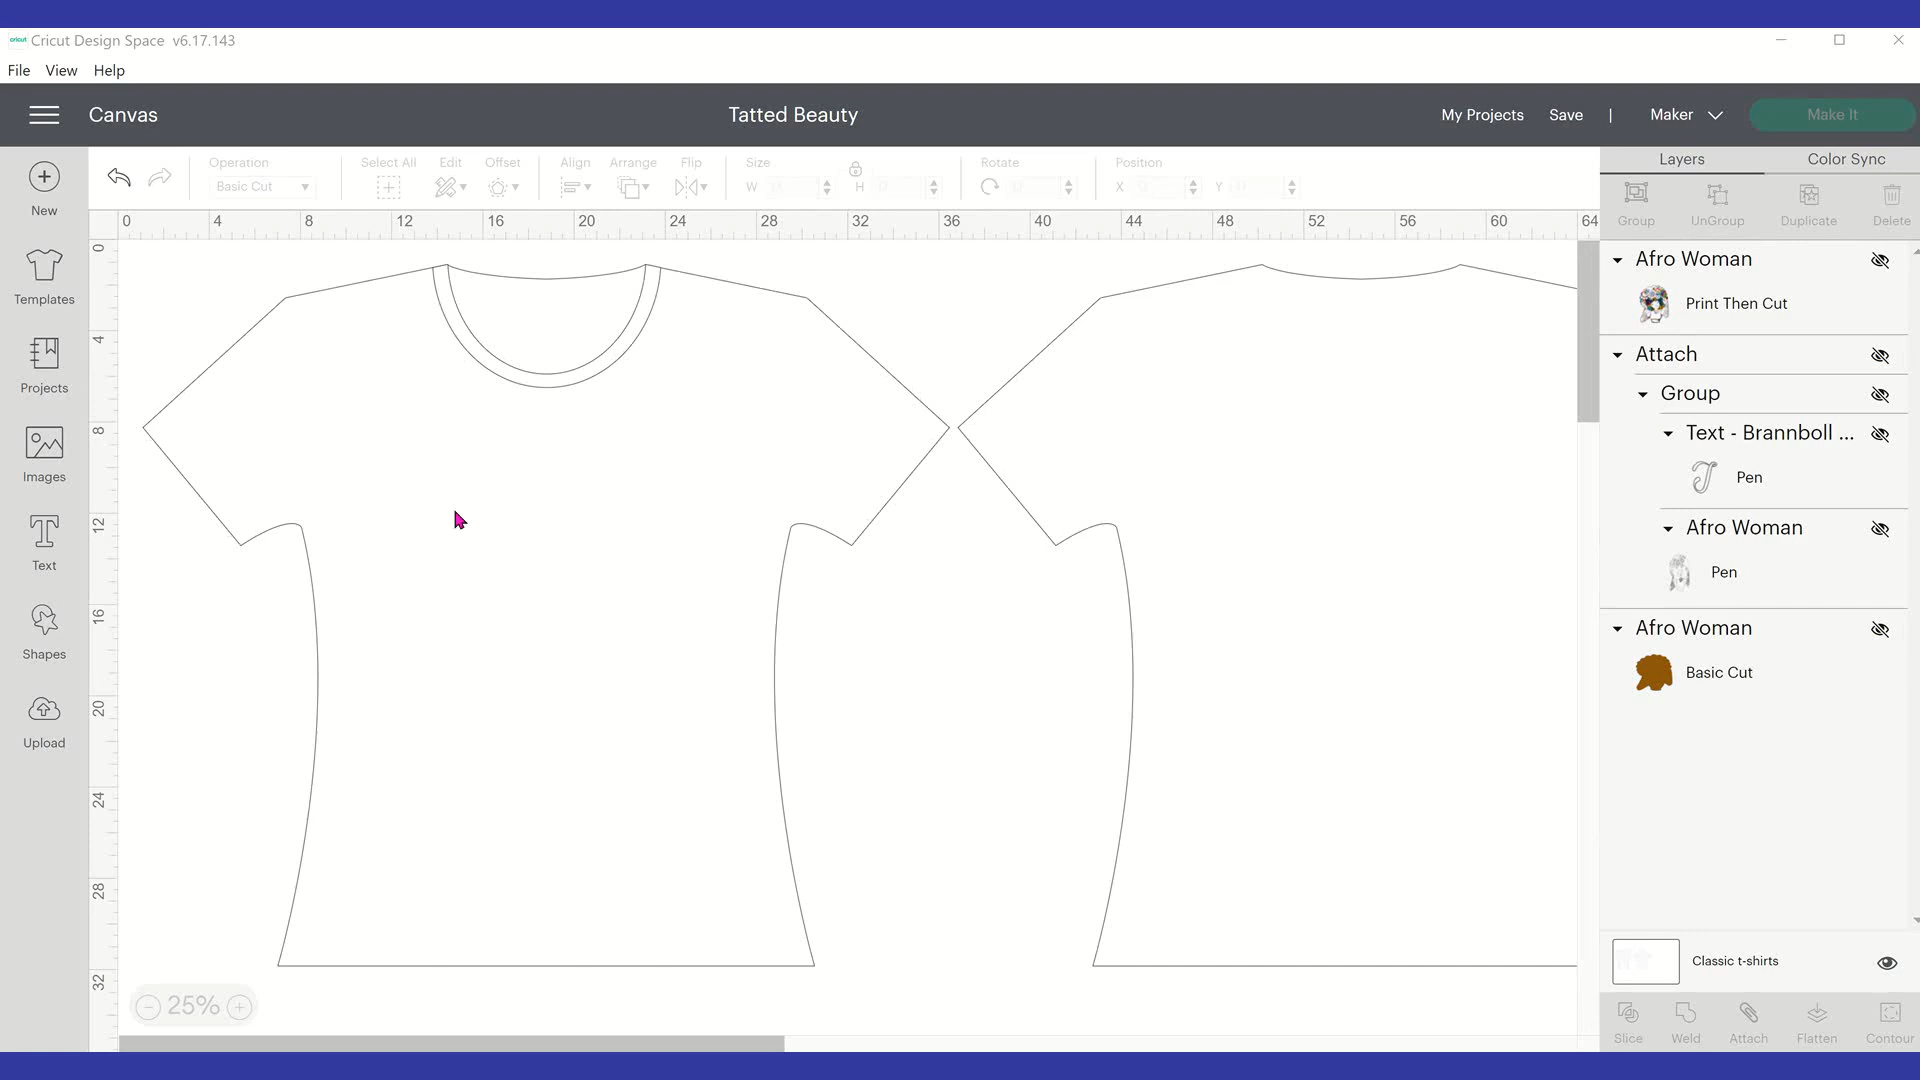 cricut Cricut Design Space v6.17.143
File View Help
Canvas Tatted Beauty My Projects Save | Maker Make It
New
Templates
Projects
Images
Text
Shapes
Upload
Operation Select All Edit Offset Align Arrange Flip Size Rotate Position
Basic Cut W H X Y
0 4 8 12 16 20 24 28 32 36 40 44 48 52 56 60 64
0
4
8
12
16
20
24
28
32
25%
Layers Color Sync
Group UnGroup Duplicate Delete
Afro Woman
Print Then Cut
Attach
Group
Text - Brannboll ...
Pen
Afro Woman
Pen
Afro Woman
Basic Cut
Classic t-shirts
Slice Weld Attach Flatten Contour